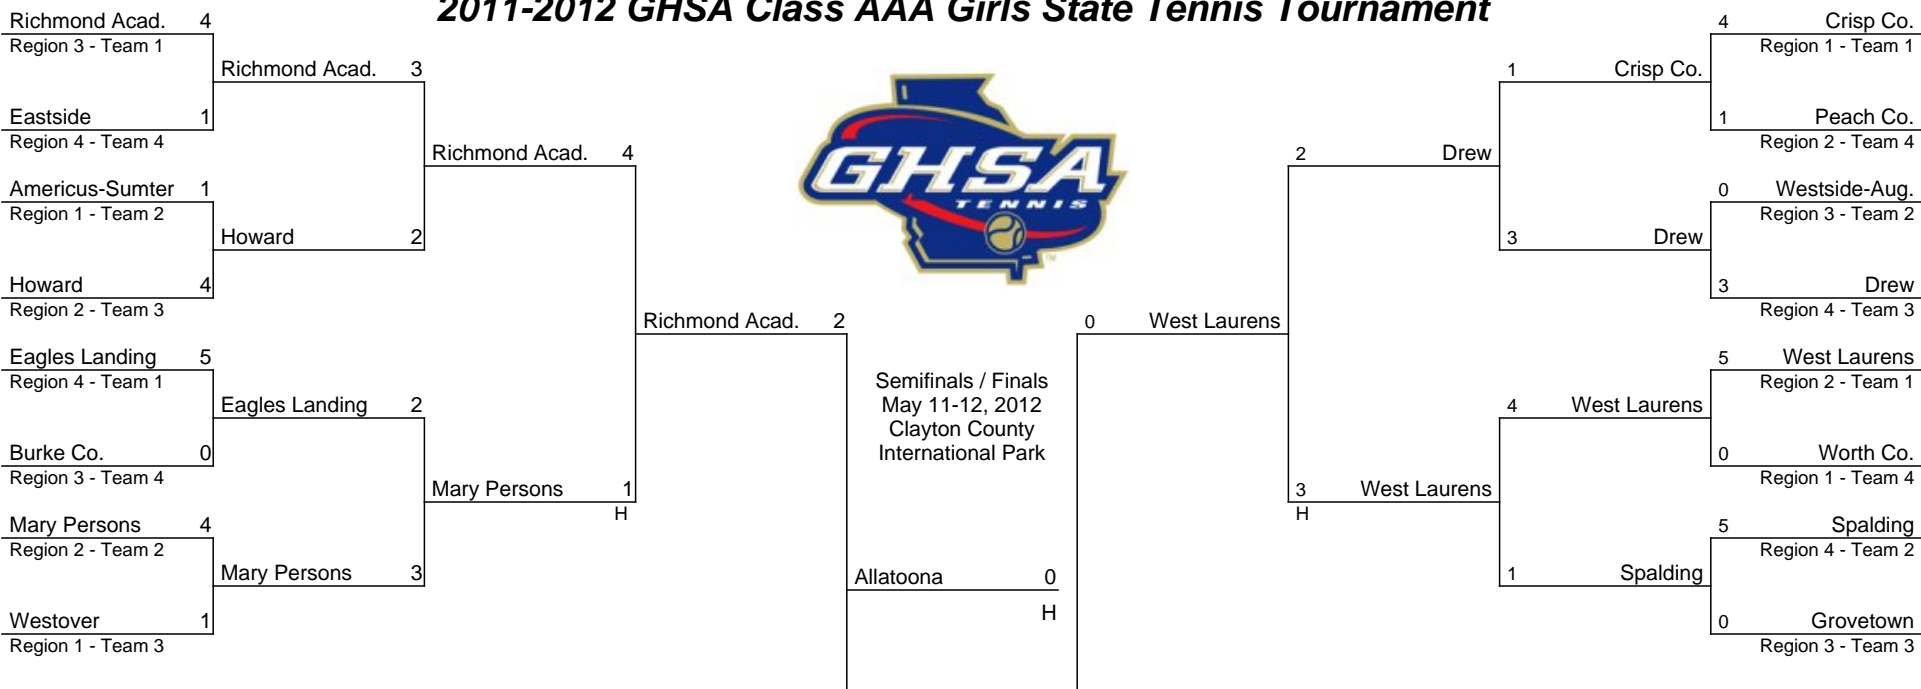 2011-2012 GHSA Class AAA Girls State Tennis Tournament
Richmond Acad. 4
Region 3 - Team 1
Richmond Acad. 3
Eastside 1
Region 4 - Team 4
Richmond Acad. 4
Americus-Sumter 1
Region 1 - Team 2
Howard 2
Howard 4
Region 2 - Team 3
Richmond Acad. 2
Eagles Landing 5
Region 4 - Team 1
Eagles Landing 2
Burke Co. 0
Region 3 - Team 4
Mary Persons 1
H
Mary Persons 4
Region 2 - Team 2
Mary Persons 3
Westover 1
Region 1 - Team 3
GHSA
TENNIS
TM
Semifinals / Finals
May 11-12, 2012
Clayton County
International Park
Allatoona 0
H
4 Crisp Co.
Region 1 - Team 1
1 Crisp Co.
1 Peach Co.
Region 2 - Team 4
2 Drew
0 Westside-Aug.
Region 3 - Team 2
3 Drew
3 Drew
Region 4 - Team 3
0 West Laurens
5 West Laurens
Region 2 - Team 1
4 West Laurens
0 Worth Co.
Region 1 - Team 4
3 West Laurens
H
5 Spalding
Region 4 - Team 2
1 Spalding
0 Grovetown
Region 3 - Team 3